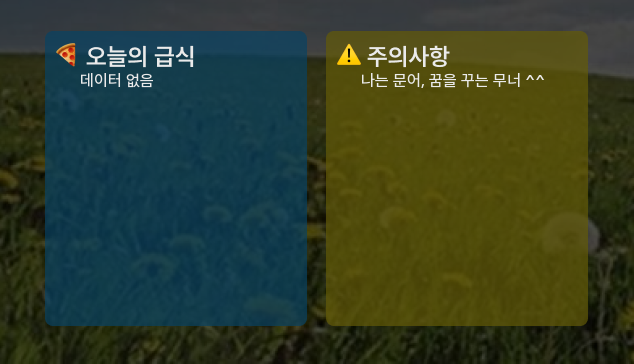 오늘의 급식
데이터 없음
주의사항
나는 문어, 꿈을 꾸는 무너 ^^